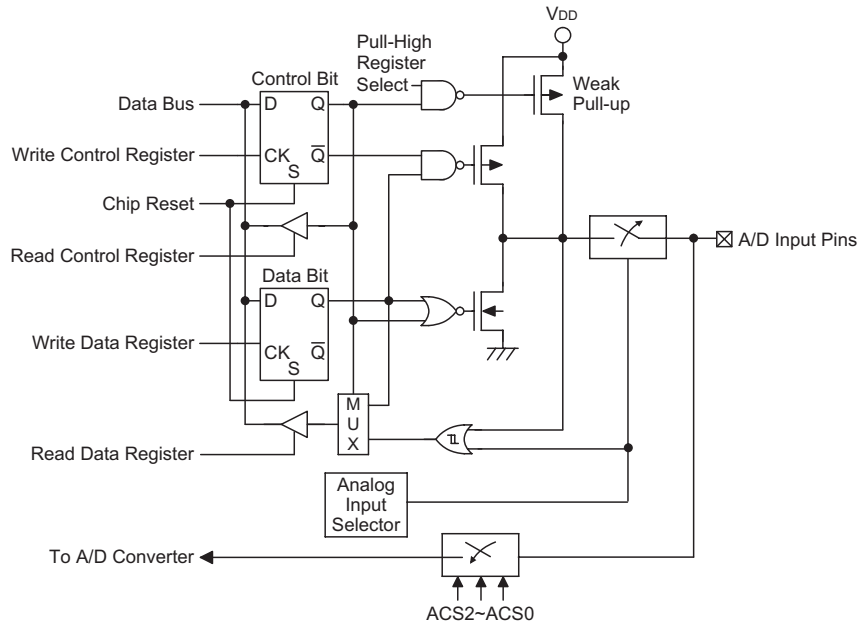 VDD
Pull-High
Register
Select
Control Bit
Weak
Pull-up
Data Bus
D
Q
Write Control Register
CK
Q̅
S
Chip Reset
Read Control Register
A/D Input Pins
Data Bit
D
Q
Write Data Register
CK
Q̅
S
M
U
X
Read Data Register
Analog
Input
Selector
To A/D Converter
ACS2~ACS0